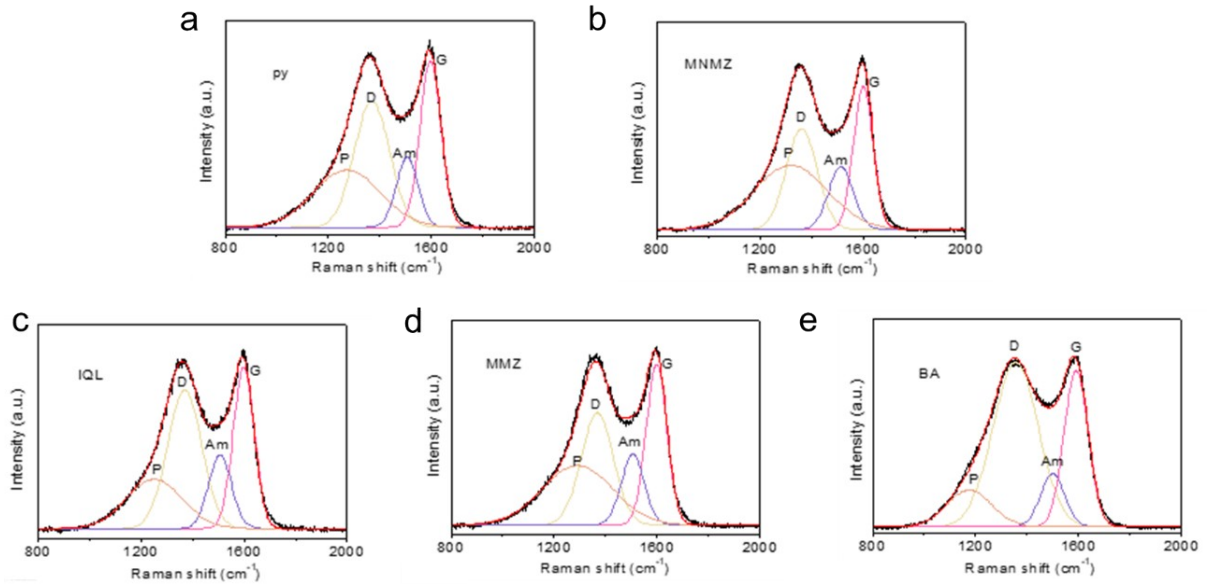 a
py
P
D
Am
G
Intensity (a.u.)
800 1200 1600 2000
Raman shift (cm⁻¹)
b
MNMZ
P
D
Am
G
Intensity (a.u.)
800 1200 1600 2000
Raman shift (cm⁻¹)
c
IQL
P
D
Am
G
Intensity (a.u.)
800 1200 1600 2000
Raman shift (cm⁻¹)
d
MMZ
P
D
Am
G
Intensity (a.u.)
800 1200 1600 2000
Raman shift (cm⁻¹)
e
BA
P
D
Am
G
Intensity (a.u.)
800 1200 1600 2000
Raman shift (cm⁻¹)